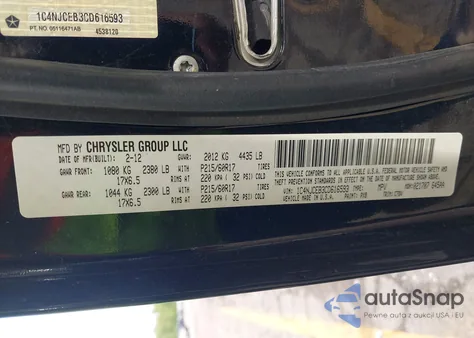 1C4NJCEB3CD616593
PT. NO. 05116471AB 4538120
MFD BY CHRYSLER GROUP LLC
DATE OF MFR: 2-12 GVWR: 2012 KG 4435 LB
GAWR FRONT: 1080 KG 2380 LB WITH P215/60R17 TIRES
17X6.5 RIMS AT 220 KPA ( 32 PSI) COLD
GAWR REAR: 1044 KG 2300 LB WITH P215/60R17 TIRES
17X6.5 RIMS AT 220 KPA ( 32 PSI) COLD
THIS VEHICLE CONFORMS TO ALL APPLICABLE U.S.A. FEDERAL MOTOR VEHICLE
SAFETY, BUMPER, AND THEFT PREVENTION STANDARDS IN EFFECT
ON THE DATE OF MANUFACTURE SHOWN ABOVE.
VIN: 1C4NJCEB3CD616593 TYPE: MPV
MADE IN U.S.A. PAINT: PBX
autoSnap
Pewne auta z aukcji USA i EU